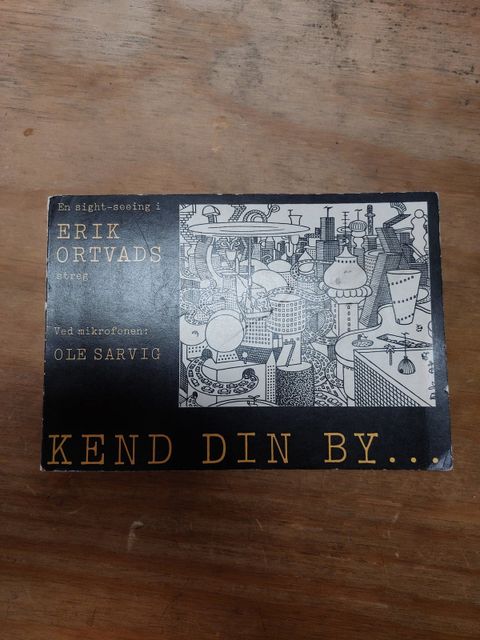 En sight-seeing i
ERIK
ORTVADS
streg
Ved mikrofonen:
OLE SARVIG
KEND DIN BY...